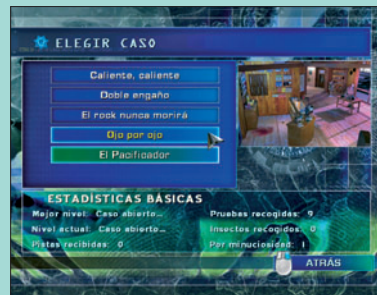 ELEGIR CASO
Caliente, caliente
Doble engaño
El rock nunca morirá
Ojo por ojo
El Pacificador
ESTADÍSTICAS BÁSICAS
Mejor nivel: Caso abierto... Pruebas recogidas: 9
Nivel actual: Caso abierto... Insectos recogidos: 0
Pistas recibidas: 0 Por minuciosidad: 1
ATRÁS